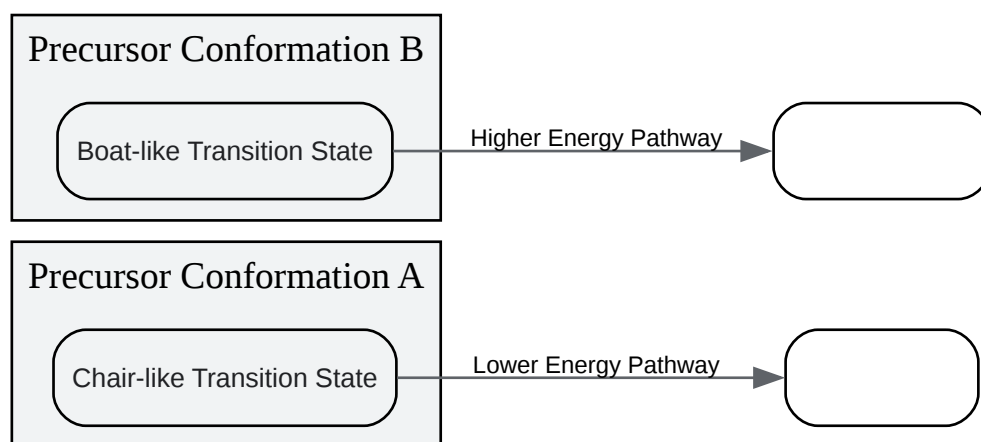 Precursor Conformation B
Boat-like Transition State
Higher Energy Pathway
Precursor Conformation A
Chair-like Transition State
Lower Energy Pathway